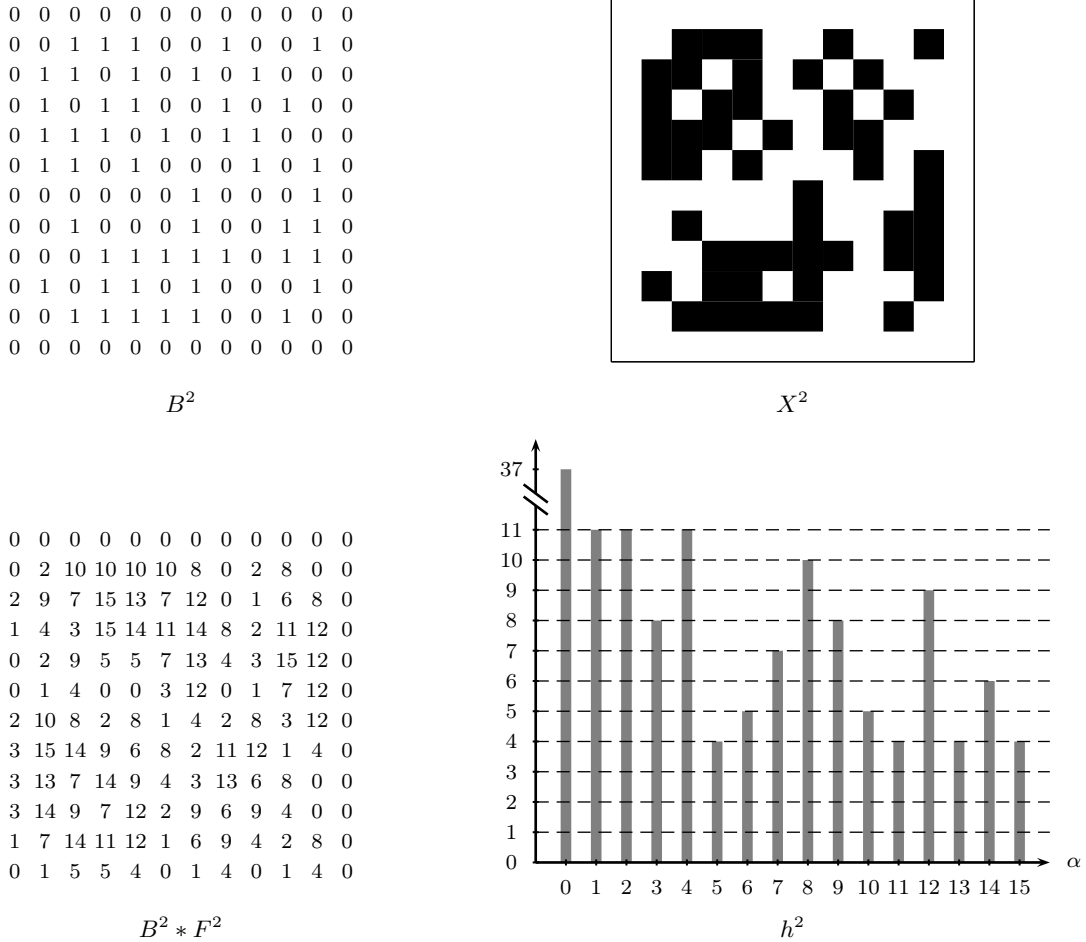 0 0 0 0 0 0 0 0 0 0 0 0
0 0 1 1 1 0 0 1 0 0 1 0
0 1 1 0 1 0 1 0 1 0 0 0
0 1 0 1 1 0 0 1 0 1 0 0
0 1 1 1 0 1 0 1 1 0 0 0
0 1 1 0 1 0 0 0 1 0 1 0
0 0 0 0 0 0 1 0 0 0 1 0
0 0 1 0 0 0 1 0 0 1 1 0
0 0 0 1 1 1 1 1 0 1 1 0
0 1 0 1 1 0 1 0 0 0 1 0
0 0 1 1 1 1 1 0 0 1 0 0
0 0 0 0 0 0 0 0 0 0 0 0
B²
X²
0 0 0 0 0 0 0 0 0 0 0 0
0 2 10 10 10 10 8 0 2 8 0 0
2 9 7 15 13 7 12 0 1 6 8 0
1 4 3 15 14 11 14 8 2 11 12 0
0 2 9 5 5 7 13 4 3 15 12 0
0 1 4 0 0 3 12 0 1 7 12 0
2 10 8 2 8 1 4 2 8 3 12 0
3 15 14 9 6 8 2 11 12 1 4 0
3 13 7 14 9 4 3 13 6 8 0 0
3 14 9 7 12 2 9 6 9 4 0 0
1 7 14 11 12 1 6 9 4 2 8 0
0 1 5 5 4 0 1 4 0 1 4 0
B² ∗ F²
37
11
10
9
8
7
6
5
4
3
2
1
0
α
0 1 2 3 4 5 6 7 8 9 10 11 12 13 14 15
h²